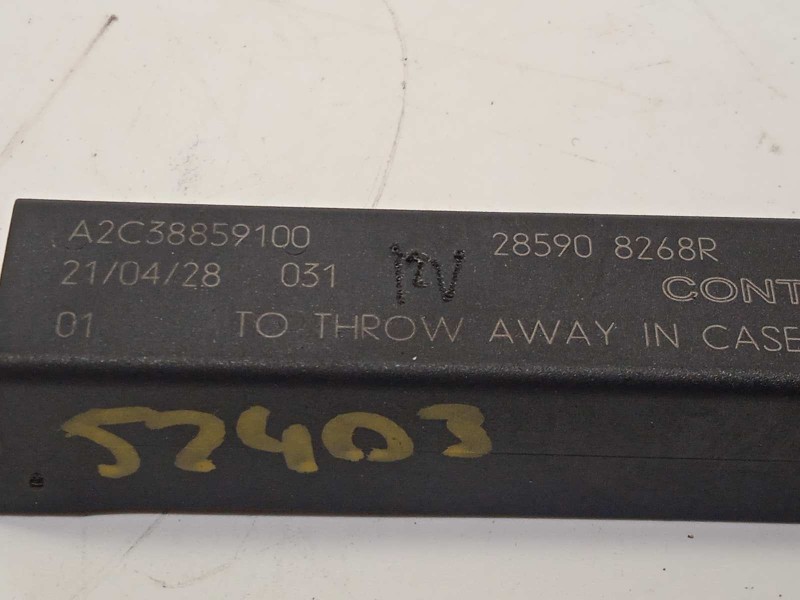 A2C38859100 12V 28590 8268R
21/04/28 031 CONT
01 TO THROW AWAY IN CASE
52403